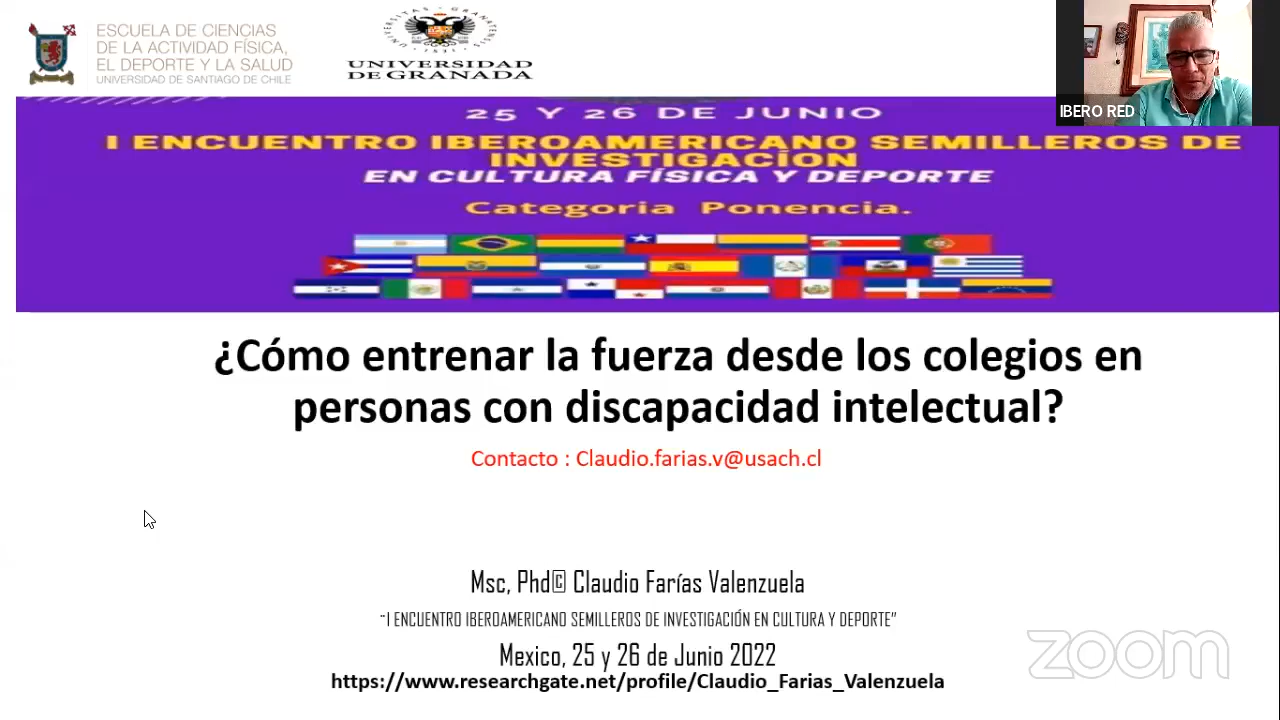 ESCUELA DE CIENCIAS
DE LA ACTIVIDAD FÍSICA,
EL DEPORTE Y LA SALUD
UNIVERSIDAD DE SANTIAGO DE CHILE
UNIVERSIDAD
DE GRANADA
IBERO RED
25 Y 26 DE JUNIO
I ENCUENTRO IBEROAMERICANO SEMILLEROS DE
INVESTIGACÍON
EN CULTURA FÍSICA Y DEPORTE
Categoria Ponencia.
¿Cómo entrenar la fuerza desde los colegios en
personas con discapacidad intelectual?
Contacto : Claudio.farias.v@usach.cl
Msc, Phd© Claudio Farías Valenzuela
“I ENCUENTRO IBEROAMERICANO SEMILLEROS DE INVESTIGACIÓN EN CULTURA Y DEPORTE”
Mexico, 25 y 26 de Junio 2022
https://www.researchgate.net/profile/Claudio_Farias_Valenzuela
zoom